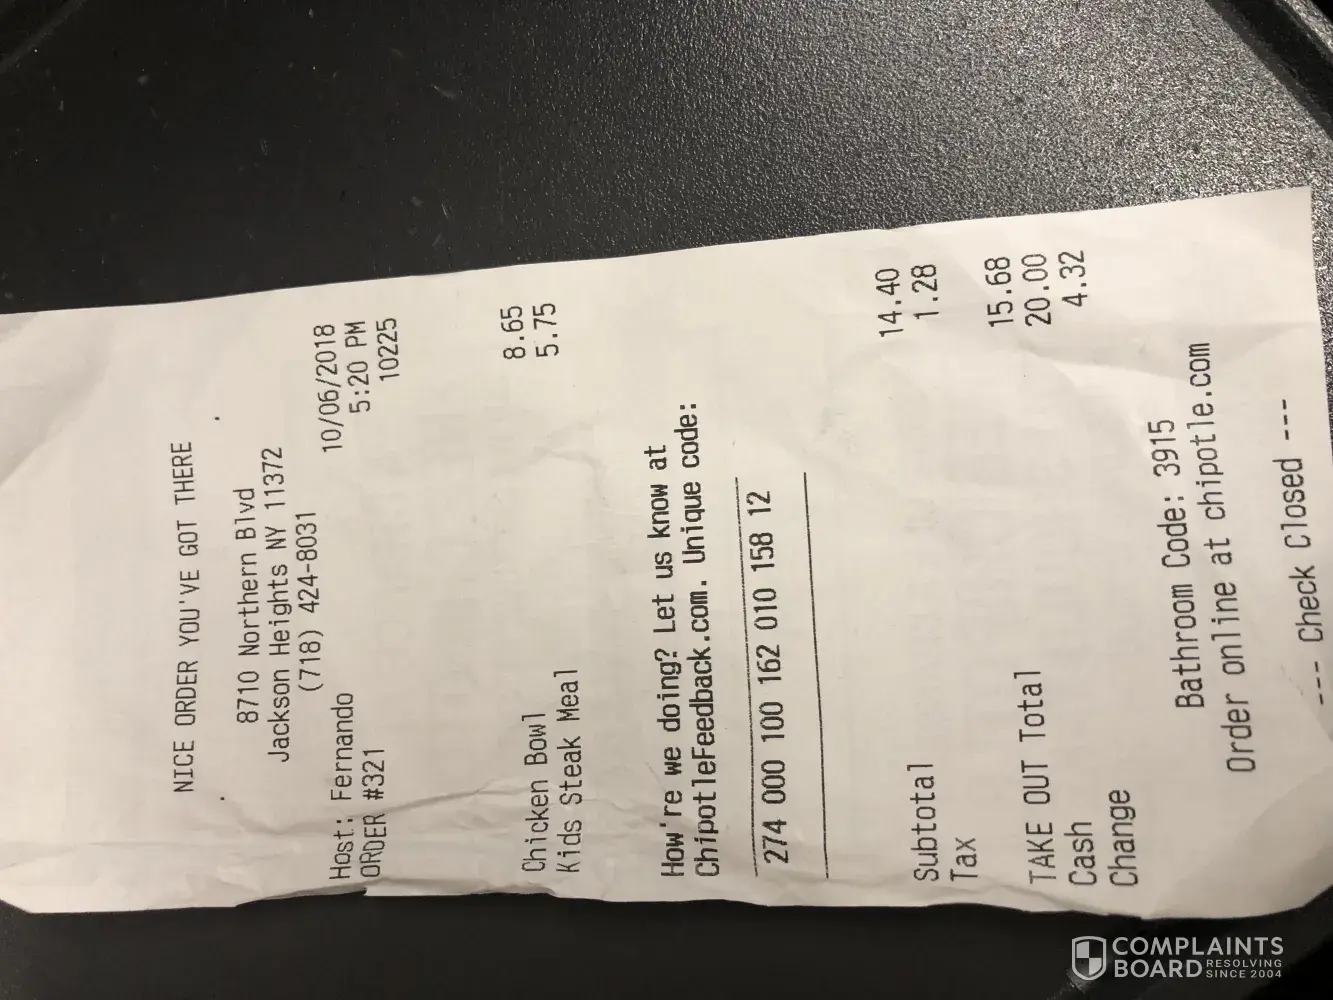 NICE ORDER YOU'VE GOT THERE
8710 Northern Blvd
Jackson Heights NY 11372
(718) 424-8031
10/06/2018
Host: Fernando 5:20 PM
ORDER #321 10225
Chicken Bowl 8.65
Kids Steak Meal 5.75
How're we doing? Let us know at
ChipotleFeedback.com. Unique code:
274 000 100 162 010 158 12
Subtotal 14.40
Tax 1.28
TAKE OUT Total 15.68
Cash 20.00
Change 4.32
Bathroom Code: 3915
Order online at chipotle.com
--- Check Closed ---
COMPLAINTS
BOARD RESOLVING
SINCE 2004